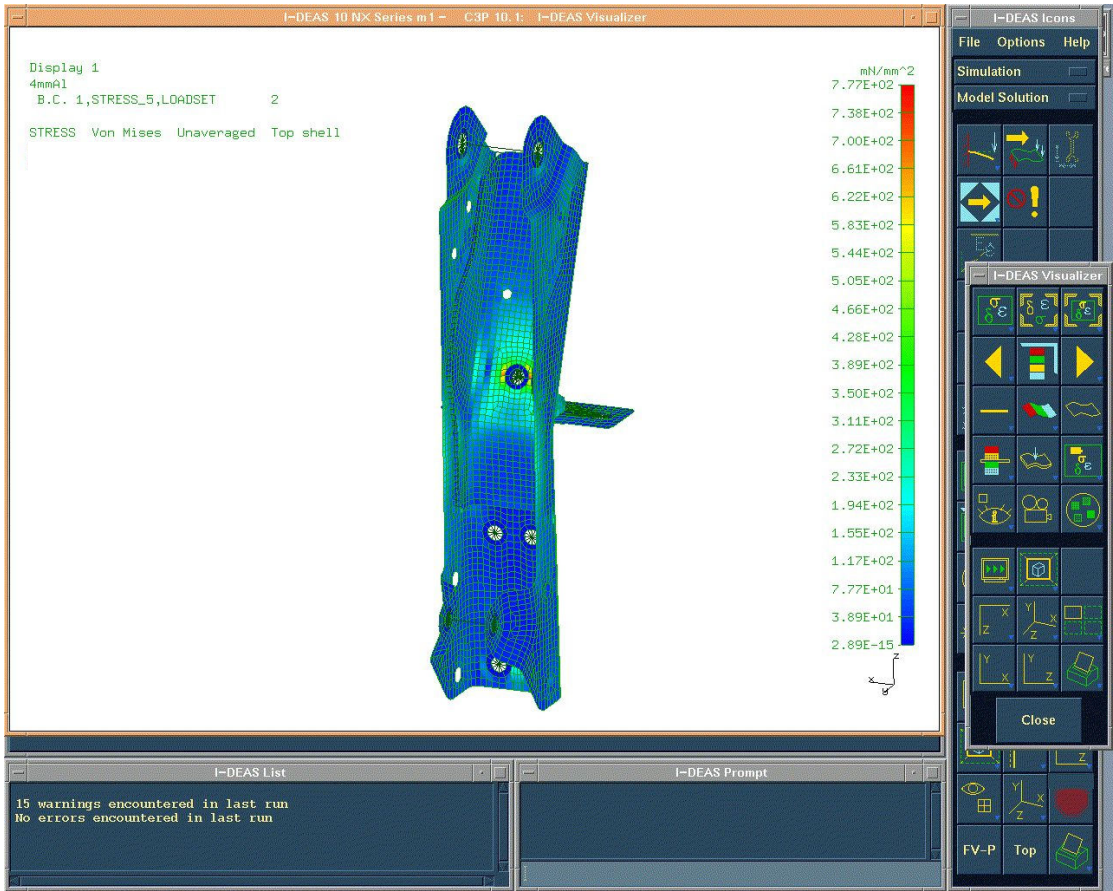 I-DEAS 10 NX Series m1 - C3P 10.1: I-DEAS Visualizer
Display 1
4mmAl
B.C. 1,STRESS_5,LOADSET 2
STRESS Von Mises Unaveraged Top shell
mN/mm^2
7.77E+02
7.38E+02
7.00E+02
6.61E+02
6.22E+02
5.83E+02
5.44E+02
5.05E+02
4.66E+02
4.28E+02
3.89E+02
3.50E+02
3.11E+02
2.72E+02
2.33E+02
1.94E+02
1.55E+02
1.17E+02
7.77E+01
3.89E+01
2.89E-15
Z
X
y
I-DEAS Icons
File Options Help
Simulation
Model Solution
I-DEAS Visualizer
X
Z
Y
X
Z
Y
X
Y
Z
Close
Z
Y
X
Z
FV-P Top
I-DEAS List
15 warnings encountered in last run
No errors encountered in last run
I-DEAS Prompt